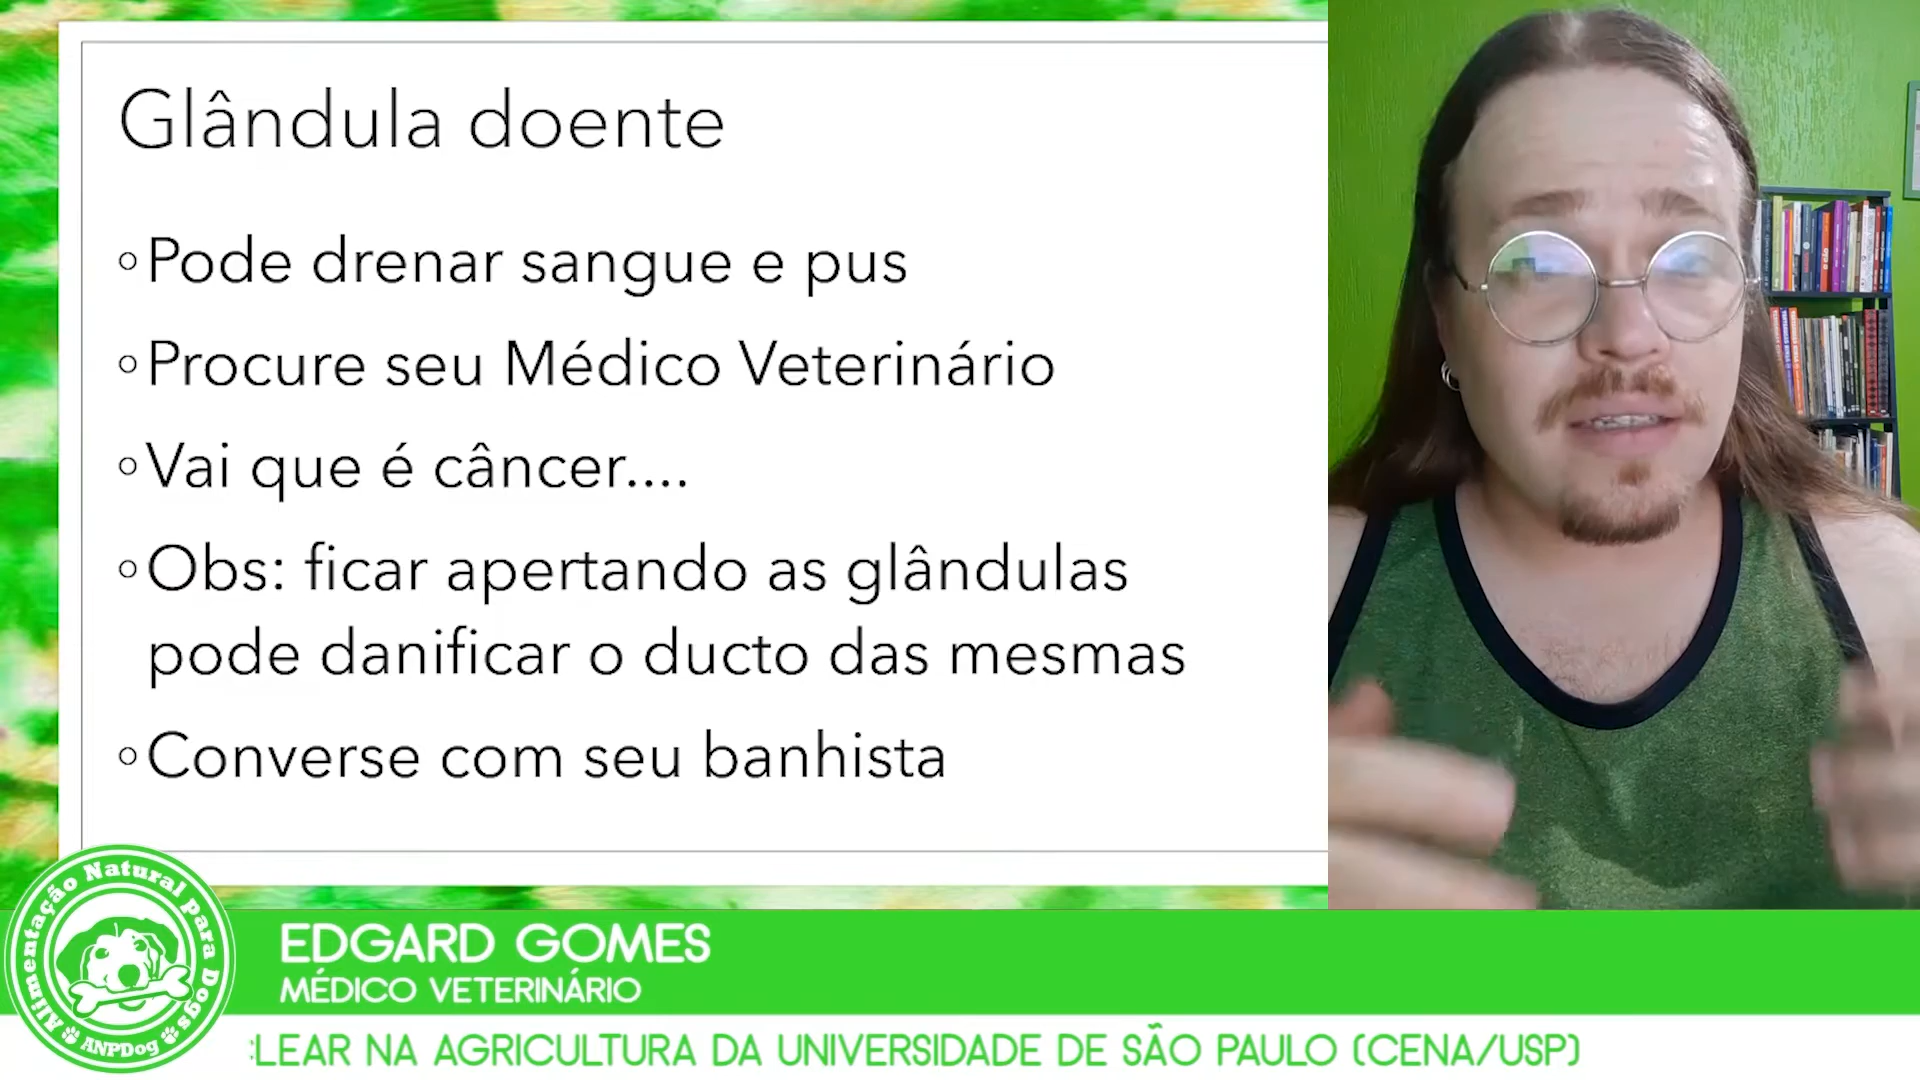 Glândula doente
◦Pode drenar sangue e pus
◦Procure seu Médico Veterinário
◦Vai que é câncer....
◦Obs: ficar apertando as glândulas
pode danificar o ducto das mesmas
◦Converse com seu banhista
Alimentação Natural para Dogs
ANPDog
EDGARD GOMES
MÉDICO VETERINÁRIO
LEAR NA AGRICULTURA DA UNIVERSIDADE DE SÃO PAULO (CENA/USP)